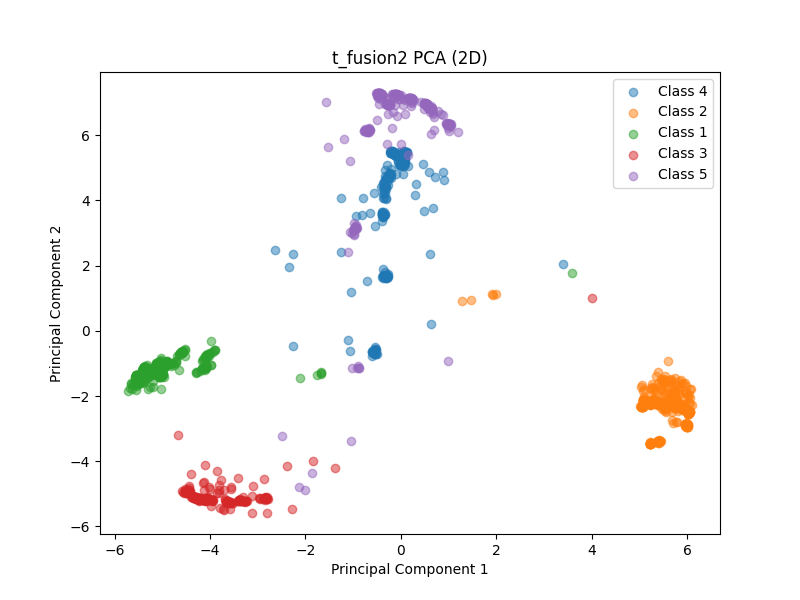 t_fusion2 PCA (2D)
Class 4
Class 2
Class 1
Class 3
Class 5
Principal Component 2
6
4
2
0
−2
−4
−6
−6
−4
−2
0
2
4
6
Principal Component 1